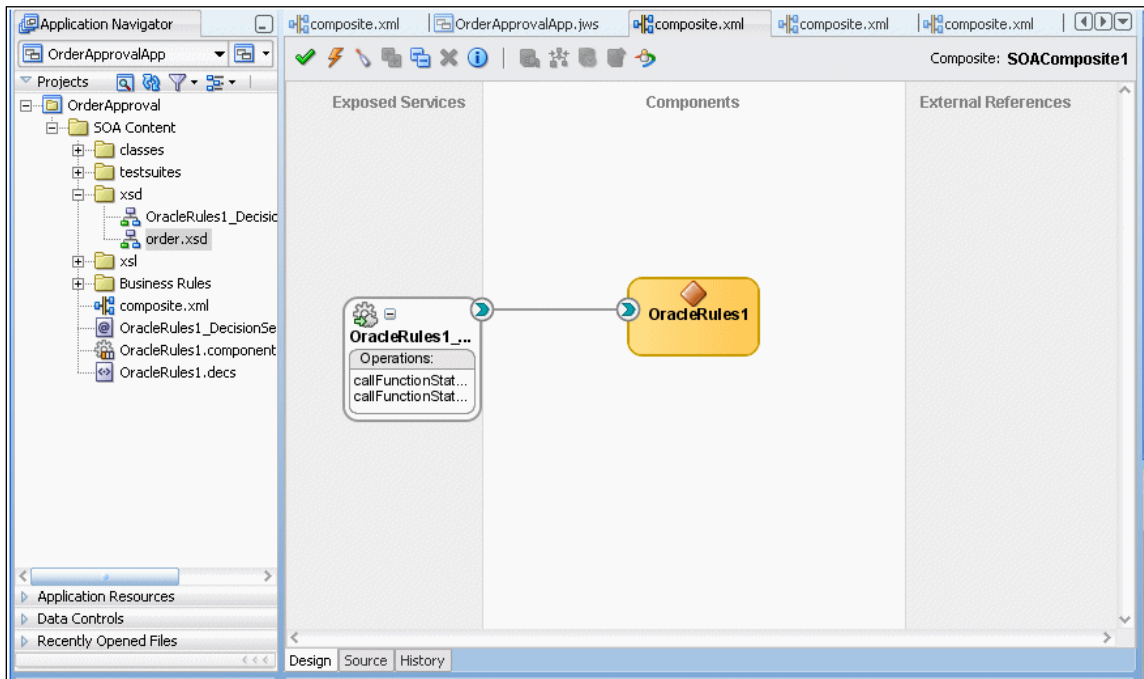 Application Navigator
OrderApprovalApp
Projects
OrderApproval
SOA Content
classes
testsuites
xsd
OracleRules1_Decisic
order.xsd
xsl
Business Rules
composite.xml
OracleRules1_DecisionSe
OracleRules1.component
OracleRules1.decs
Application Resources
Data Controls
Recently Opened Files
composite.xml
OrderApprovalApp.jws
composite.xml
composite.xml
composite.xml
Composite: SOAComposite1
Exposed Services
Components
External References
OracleRules1_...
Operations:
callFunctionStat...
callFunctionStat...
OracleRules1
Design Source History